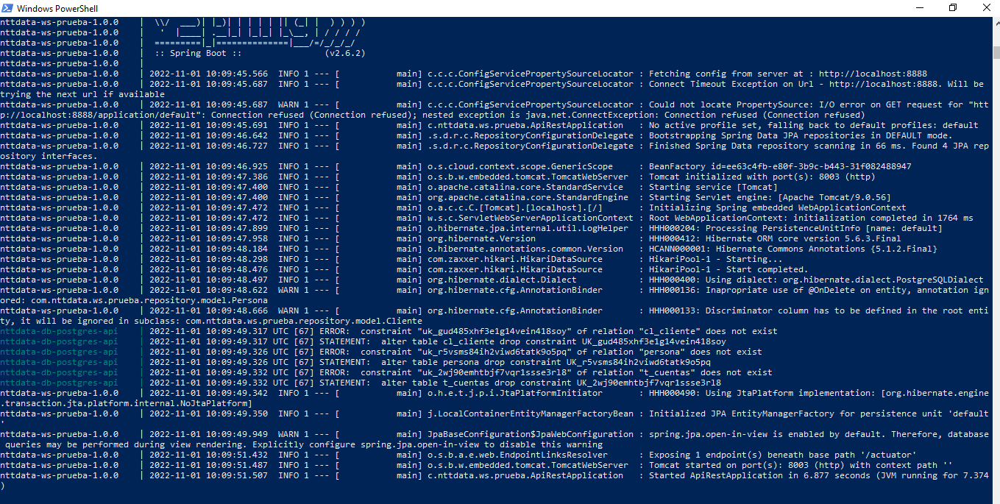 Windows PowerShell
nttdata-ws-prueba-1.0.0    |  \\/  ___)| |_)| | | | | || (_| |  ) ) ) )
nttdata-ws-prueba-1.0.0    |   '  |____| .__|_| |_|_| |_\__, | / / / /
nttdata-ws-prueba-1.0.0    |  =========|_|==============|___/=/_/_/_/
nttdata-ws-prueba-1.0.0    |  :: Spring Boot ::                (v2.6.2)
nttdata-ws-prueba-1.0.0    |
nttdata-ws-prueba-1.0.0    | 2022-11-01 10:09:45.566  INFO 1 --- [           main] c.c.c.ConfigServicePropertySourceLocator : Fetching config from server at : http://localhost:8888
nttdata-ws-prueba-1.0.0    | 2022-11-01 10:09:45.687  INFO 1 --- [           main] c.c.c.ConfigServicePropertySourceLocator : Connect Timeout Exception on Url - http://localhost:8888. Will be
trying the next url if available
nttdata-ws-prueba-1.0.0    | 2022-11-01 10:09:45.687  WARN 1 --- [           main] c.c.c.ConfigServicePropertySourceLocator : Could not locate PropertySource: I/O error on GET request for "htt
p://localhost:8888/application/default": Connection refused (Connection refused); nested exception is java.net.ConnectException: Connection refused (Connection refused)
nttdata-ws-prueba-1.0.0    | 2022-11-01 10:09:45.691  INFO 1 --- [           main] c.nttdata.ws.prueba.ApiRestApplication   : No active profile set, falling back to default profiles: default
nttdata-ws-prueba-1.0.0    | 2022-11-01 10:09:46.642  INFO 1 --- [           main] .s.d.r.c.RepositoryConfigurationDelegate : Bootstrapping Spring Data JPA repositories in DEFAULT mode.
nttdata-ws-prueba-1.0.0    | 2022-11-01 10:09:46.727  INFO 1 --- [           main] .s.d.r.c.RepositoryConfigurationDelegate : Finished Spring Data repository scanning in 66 ms. Found 4 JPA rep
ository interfaces.
nttdata-ws-prueba-1.0.0    | 2022-11-01 10:09:46.925  INFO 1 --- [           main] o.s.cloud.context.scope.GenericScope     : BeanFactory id=ee63c4fb-e80f-3b9c-b443-31f082488947
nttdata-ws-prueba-1.0.0    | 2022-11-01 10:09:47.386  INFO 1 --- [           main] o.s.b.w.embedded.tomcat.TomcatWebServer  : Tomcat initialized with port(s): 8003 (http)
nttdata-ws-prueba-1.0.0    | 2022-11-01 10:09:47.400  INFO 1 --- [           main] o.apache.catalina.core.StandardService   : Starting service [Tomcat]
nttdata-ws-prueba-1.0.0    | 2022-11-01 10:09:47.400  INFO 1 --- [           main] org.apache.catalina.core.StandardEngine  : Starting Servlet engine: [Apache Tomcat/9.0.56]
nttdata-ws-prueba-1.0.0    | 2022-11-01 10:09:47.472  INFO 1 --- [           main] o.a.c.c.C.[Tomcat].[localhost].[/]       : Initializing Spring embedded WebApplicationContext
nttdata-ws-prueba-1.0.0    | 2022-11-01 10:09:47.472  INFO 1 --- [           main] w.s.c.ServletWebServerApplicationContext : Root WebApplicationContext: initialization completed in 1764 ms
nttdata-ws-prueba-1.0.0    | 2022-11-01 10:09:47.899  INFO 1 --- [           main] o.hibernate.jpa.internal.util.LogHelper  : HHH000204: Processing PersistenceUnitInfo [name: default]
nttdata-ws-prueba-1.0.0    | 2022-11-01 10:09:47.958  INFO 1 --- [           main] org.hibernate.Version                    : HHH000412: Hibernate ORM core version 5.6.3.Final
nttdata-ws-prueba-1.0.0    | 2022-11-01 10:09:48.184  INFO 1 --- [           main] o.hibernate.annotations.common.Version   : HCANN000001: Hibernate Commons Annotations {5.1.2.Final}
nttdata-ws-prueba-1.0.0    | 2022-11-01 10:09:48.298  INFO 1 --- [           main] com.zaxxer.hikari.HikariDataSource       : HikariPool-1 - Starting...
nttdata-ws-prueba-1.0.0    | 2022-11-01 10:09:48.476  INFO 1 --- [           main] com.zaxxer.hikari.HikariDataSource       : HikariPool-1 - Start completed.
nttdata-ws-prueba-1.0.0    | 2022-11-01 10:09:48.497  INFO 1 --- [           main] org.hibernate.dialect.Dialect            : HHH000400: Using dialect: org.hibernate.dialect.PostgreSQLDialect
nttdata-ws-prueba-1.0.0    | 2022-11-01 10:09:48.622  WARN 1 --- [           main] org.hibernate.cfg.AnnotationBinder       : HHH000136: Inapropriate use of @OnDelete on entity, annotation ign
ored: com.nttdata.ws.prueba.repository.model.Persona
nttdata-ws-prueba-1.0.0    | 2022-11-01 10:09:48.666  WARN 1 --- [           main] org.hibernate.cfg.AnnotationBinder       : HHH000133: Discriminator column has to be defined in the root enti
ty, it will be ignored in subclass: com.nttdata.ws.prueba.repository.model.Cliente
nttdata-db-postgres-api    | 2022-11-01 10:09:49.317 UTC [67] ERROR:  constraint "uk_gud485xhf3e1g14vein418soy" of relation "cl_cliente" does not exist
nttdata-db-postgres-api    | 2022-11-01 10:09:49.317 UTC [67] STATEMENT:  alter table cl_cliente drop constraint UK_gud485xhf3e1g14vein418soy
nttdata-db-postgres-api    | 2022-11-01 10:09:49.326 UTC [67] ERROR:  constraint "uk_r5vsms84ih2viwd6tatk9o5pq" of relation "persona" does not exist
nttdata-db-postgres-api    | 2022-11-01 10:09:49.326 UTC [67] STATEMENT:  alter table persona drop constraint UK_r5vsms84ih2viwd6tatk9o5pq
nttdata-db-postgres-api    | 2022-11-01 10:09:49.332 UTC [67] ERROR:  constraint "uk_2wj90emhtbjf7vqr1ssse3rl8" of relation "t_cuentas" does not exist
nttdata-db-postgres-api    | 2022-11-01 10:09:49.332 UTC [67] STATEMENT:  alter table t_cuentas drop constraint UK_2wj90emhtbjf7vqr1ssse3rl8
nttdata-ws-prueba-1.0.0    | 2022-11-01 10:09:49.342  INFO 1 --- [           main] o.h.e.t.j.p.i.JtaPlatformInitiator       : HHH000490: Using JtaPlatform implementation: [org.hibernate.engine
.transaction.jta.platform.internal.NoJtaPlatform]
nttdata-ws-prueba-1.0.0    | 2022-11-01 10:09:49.350  INFO 1 --- [           main] j.LocalContainerEntityManagerFactoryBean : Initialized JPA EntityManagerFactory for persistence unit 'default
'
nttdata-ws-prueba-1.0.0    | 2022-11-01 10:09:49.949  WARN 1 --- [           main] JpaBaseConfiguration$JpaWebConfiguration : spring.jpa.open-in-view is enabled by default. Therefore, database
queries may be performed during view rendering. Explicitly configure spring.jpa.open-in-view to disable this warning
nttdata-ws-prueba-1.0.0    | 2022-11-01 10:09:51.432  INFO 1 --- [           main] o.s.b.a.e.web.EndpointLinksResolver      : Exposing 1 endpoint(s) beneath base path '/actuator'
nttdata-ws-prueba-1.0.0    | 2022-11-01 10:09:51.487  INFO 1 --- [           main] o.s.b.w.embedded.tomcat.TomcatWebServer  : Tomcat started on port(s): 8003 (http) with context path ''
nttdata-ws-prueba-1.0.0    | 2022-11-01 10:09:51.507  INFO 1 --- [           main] c.nttdata.ws.prueba.ApiRestApplication   : Started ApiRestApplication in 6.877 seconds (JVM running for 7.374
)